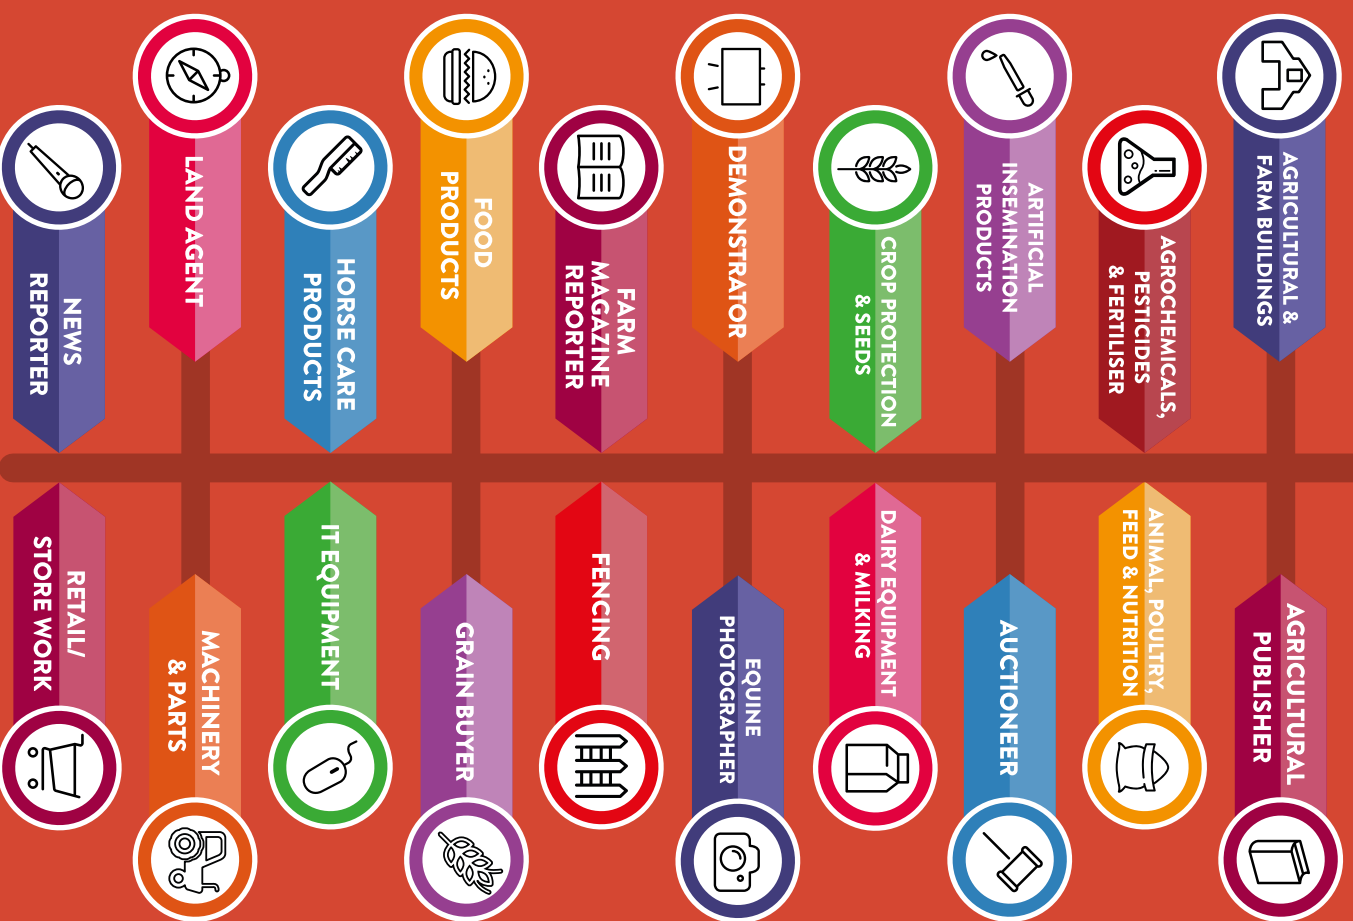 AGRICULTURAL &
FARM BUILDINGS
AGRICULTURAL
PUBLISHER
AGROCHEMICALS,
PESTICIDES
& FERTILISER
ANIMAL, POULTRY,
FEED & NUTRITION
ARTIFICIAL
INSEMINATION
PRODUCTS
AUCTIONEER
CROP PROTECTION
& SEEDS
DAIRY EQUIPMENT
& MILKING
DEMONSTRATOR
EQUINE
PHOTOGRAPHER
FARM
MAGAZINE
REPORTER
FENCING
FOOD
PRODUCTS
GRAIN BUYER
HORSE CARE
PRODUCTS
IT EQUIPMENT
LAND AGENT
MACHINERY
& PARTS
NEWS
REPORTER
RETAIL/
STORE WORK